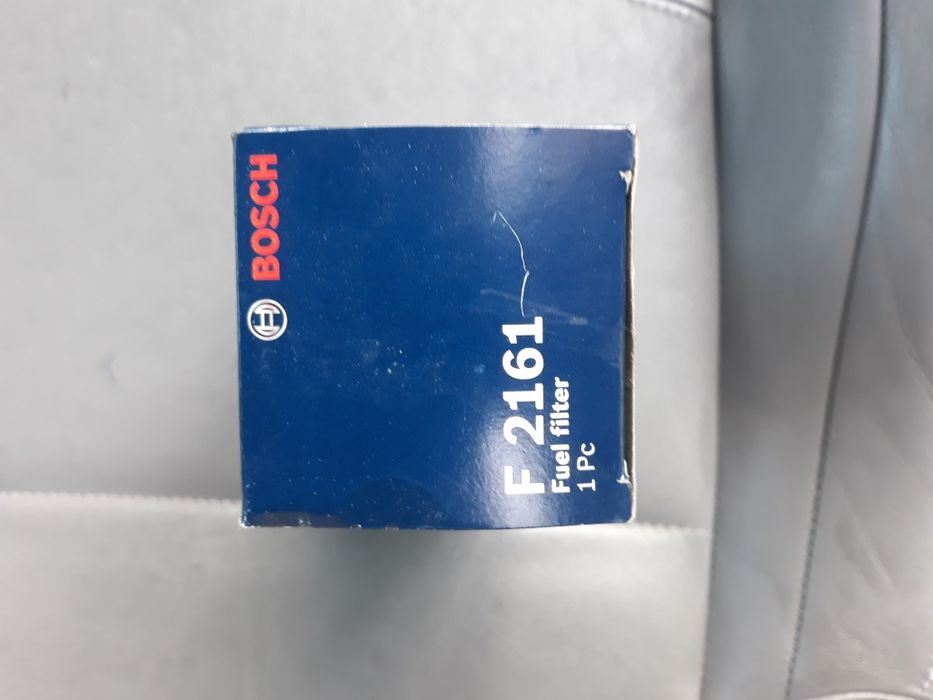 BOSCH
F 2161
Fuel filter
1 Pc